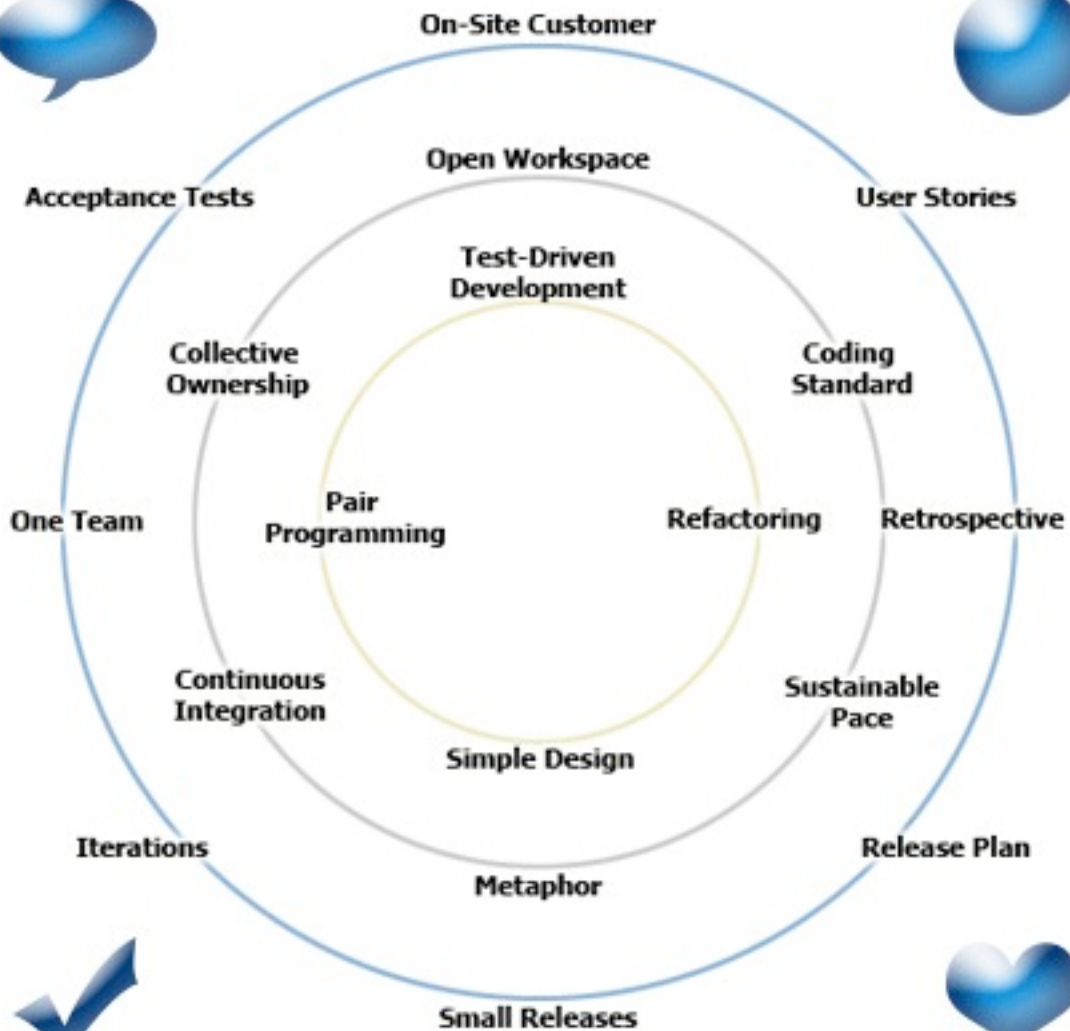 On-Site Customer
Open Workspace
Acceptance Tests
User Stories
Test-Driven
Development
Collective
Ownership
Coding
Standard
Pair
Programming
One Team
Refactoring
Retrospective
Continuous
Integration
Sustainable
Pace
Simple Design
Iterations
Release Plan
Metaphor
Small Releases